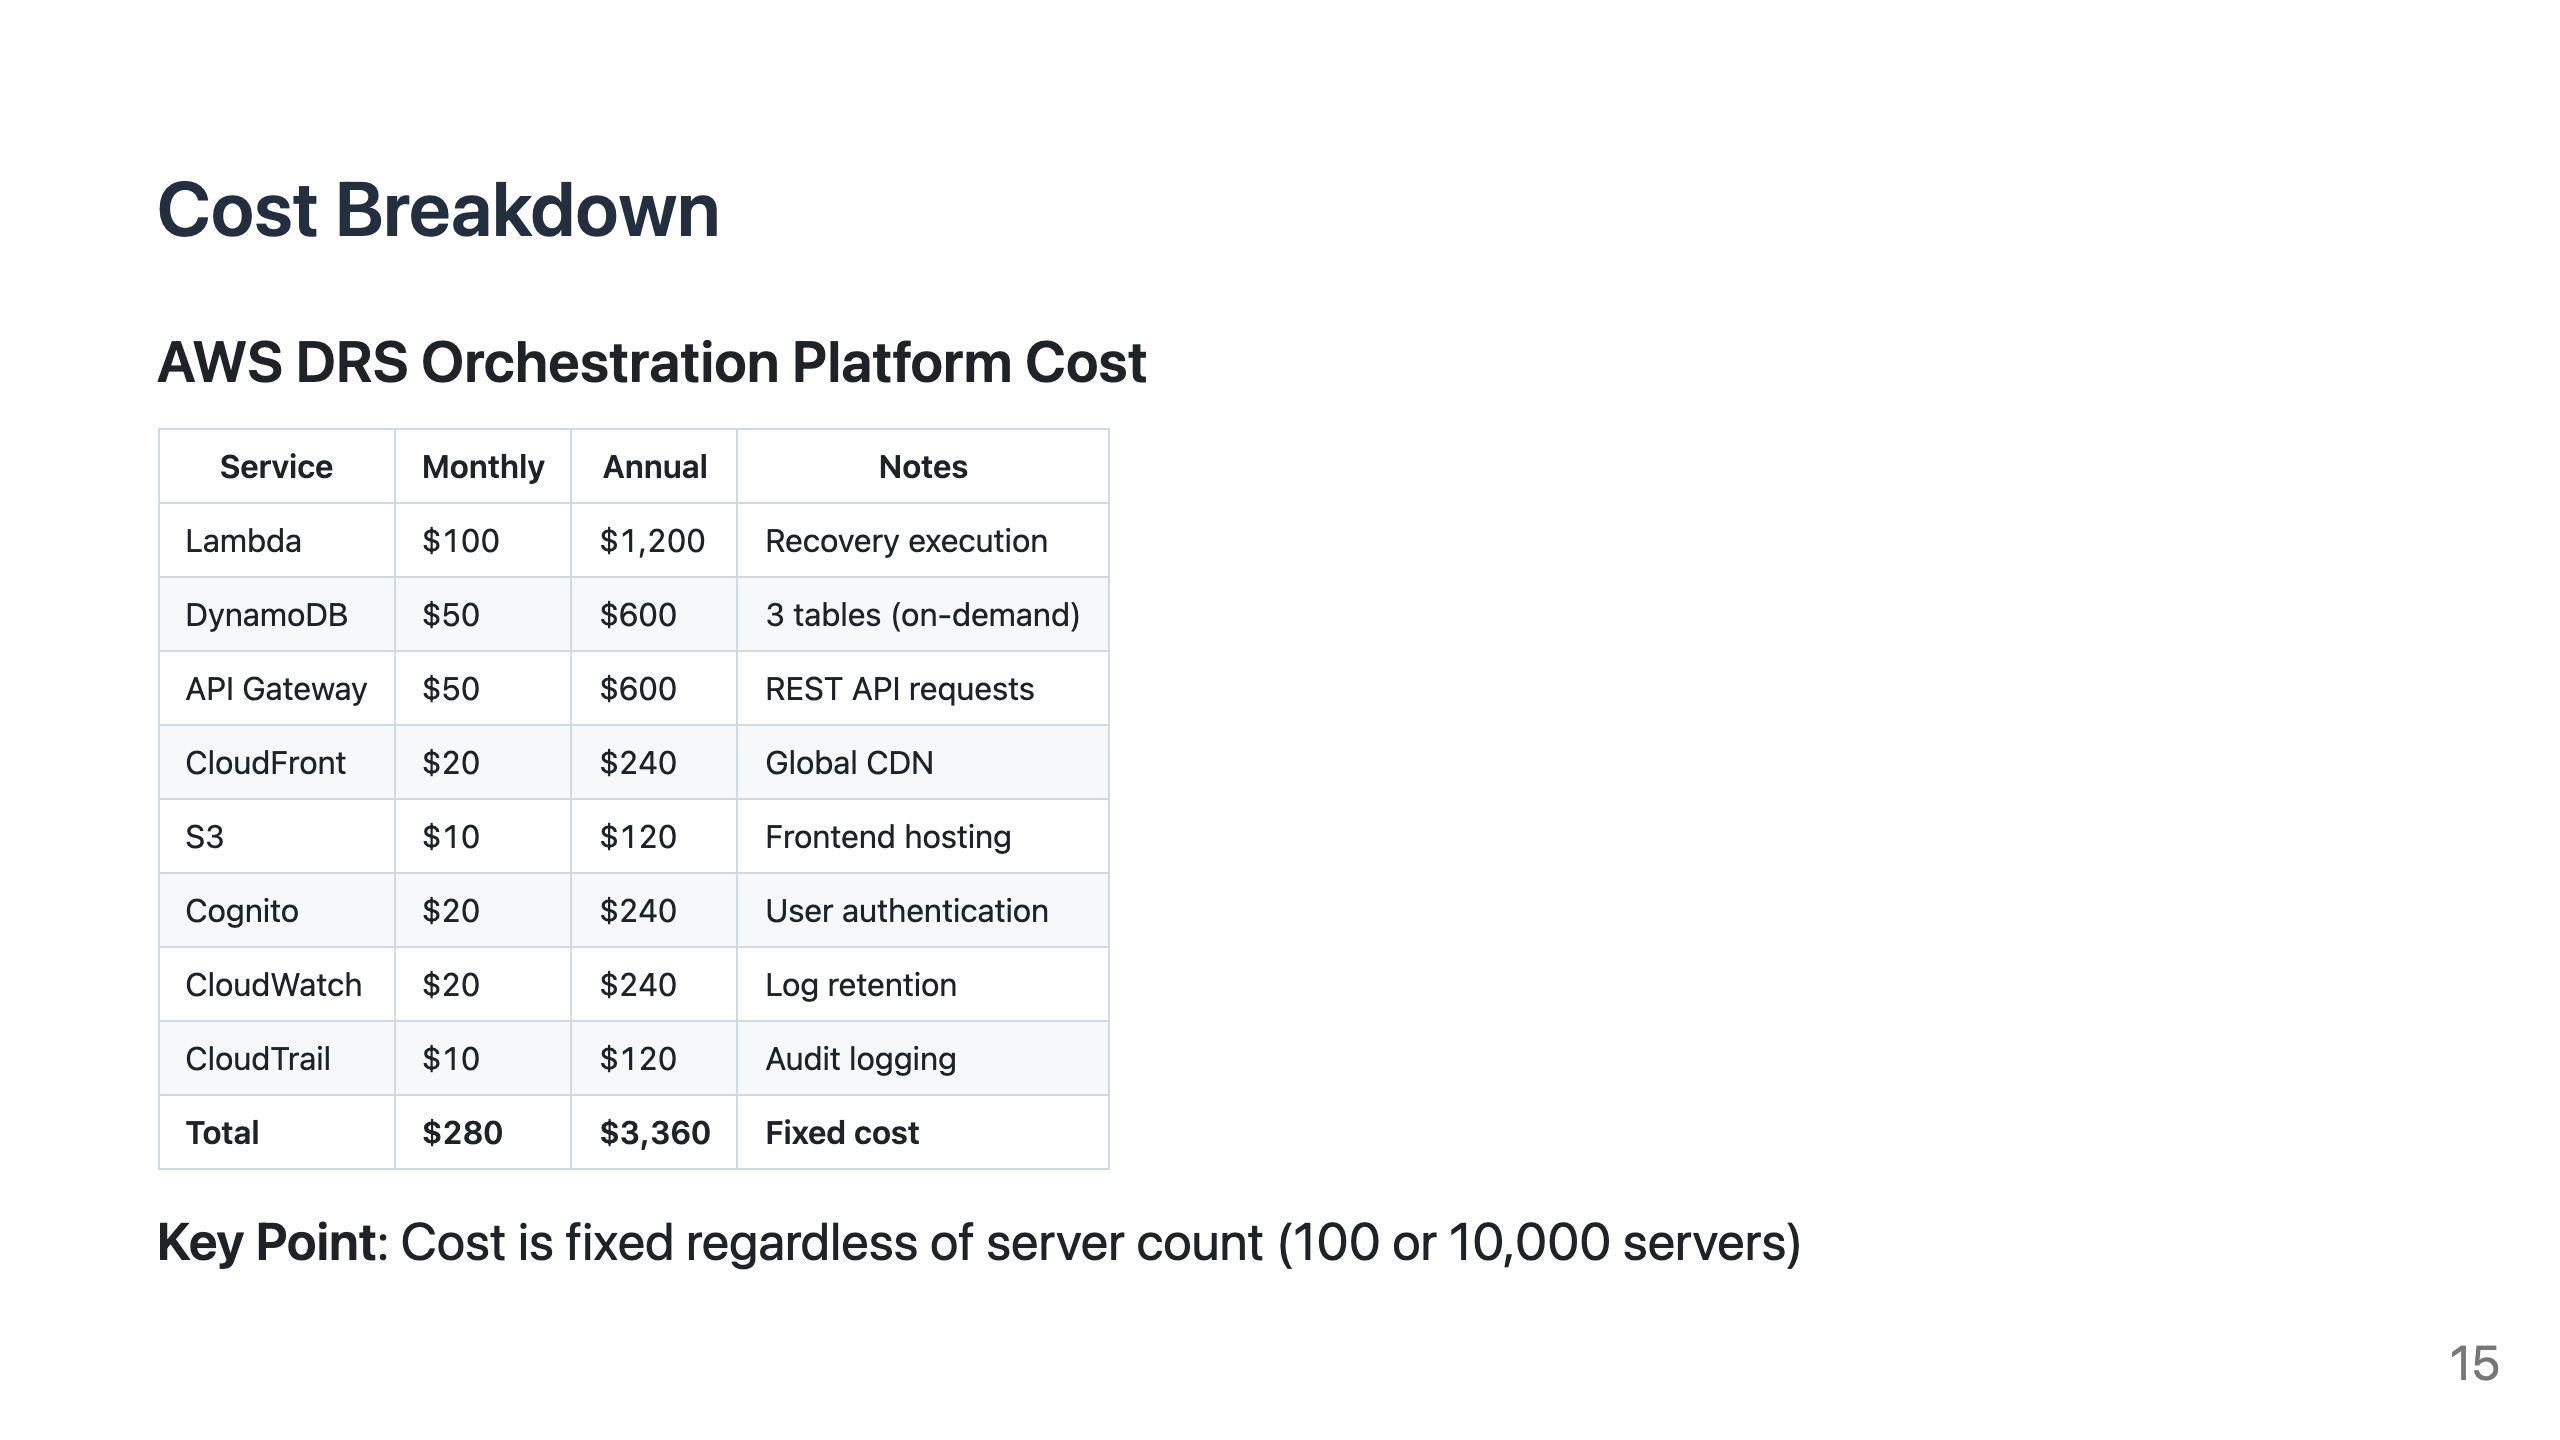 Cost Breakdown
AWS DRS Orchestration Platform Cost
Service Monthly Annual Notes
Lambda $100 $1,200 Recovery execution
DynamoDB $50 $600 3 tables (on-demand)
API Gateway $50 $600 REST API requests
CloudFront $20 $240 Global CDN
S3 $10 $120 Frontend hosting
Cognito $20 $240 User authentication
CloudWatch $20 $240 Log retention
CloudTrail $10 $120 Audit logging
Total $280 $3,360 Fixed cost
Key Point: Cost is fixed regardless of server count (100 or 10,000 servers)
15